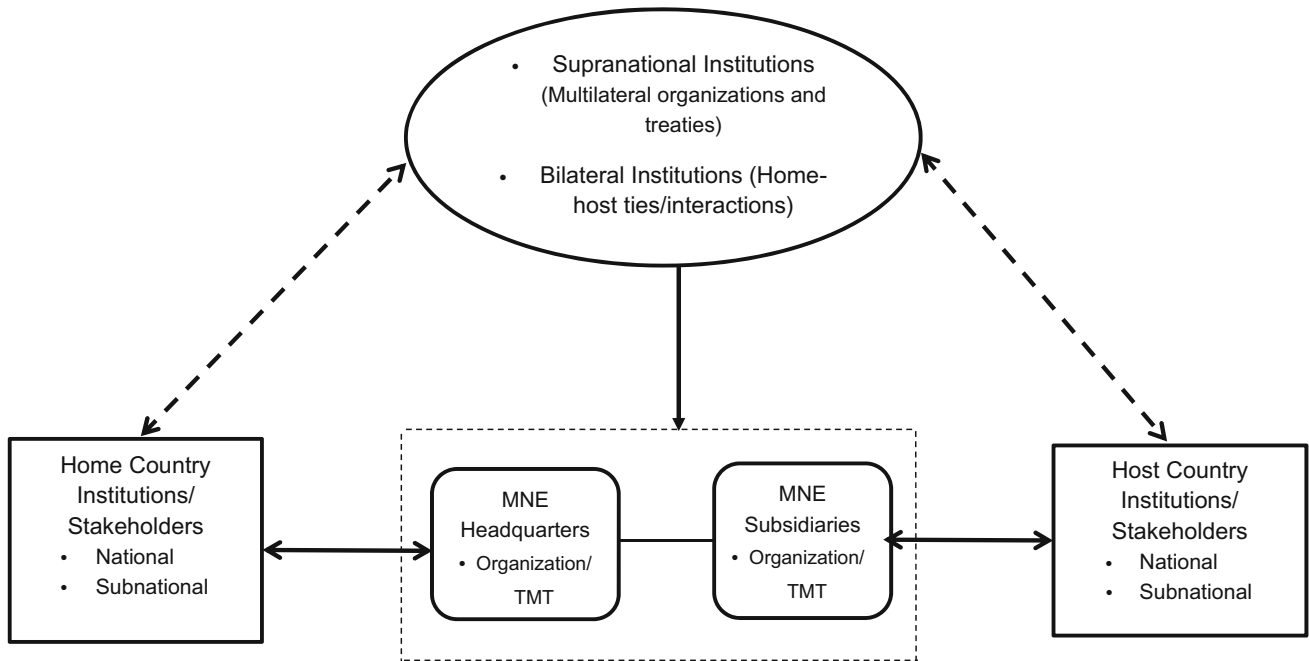 • Supranational Institutions
(Multilateral organizations and
treaties)
• Bilateral Institutions (Home-
host ties/interactions)
Home Country
Institutions/
Stakeholders
• National
• Subnational
MNE
Headquarters
• Organization/
TMT
MNE
Subsidiaries
• Organization/
TMT
Host Country
Institutions/
Stakeholders
• National
• Subnational